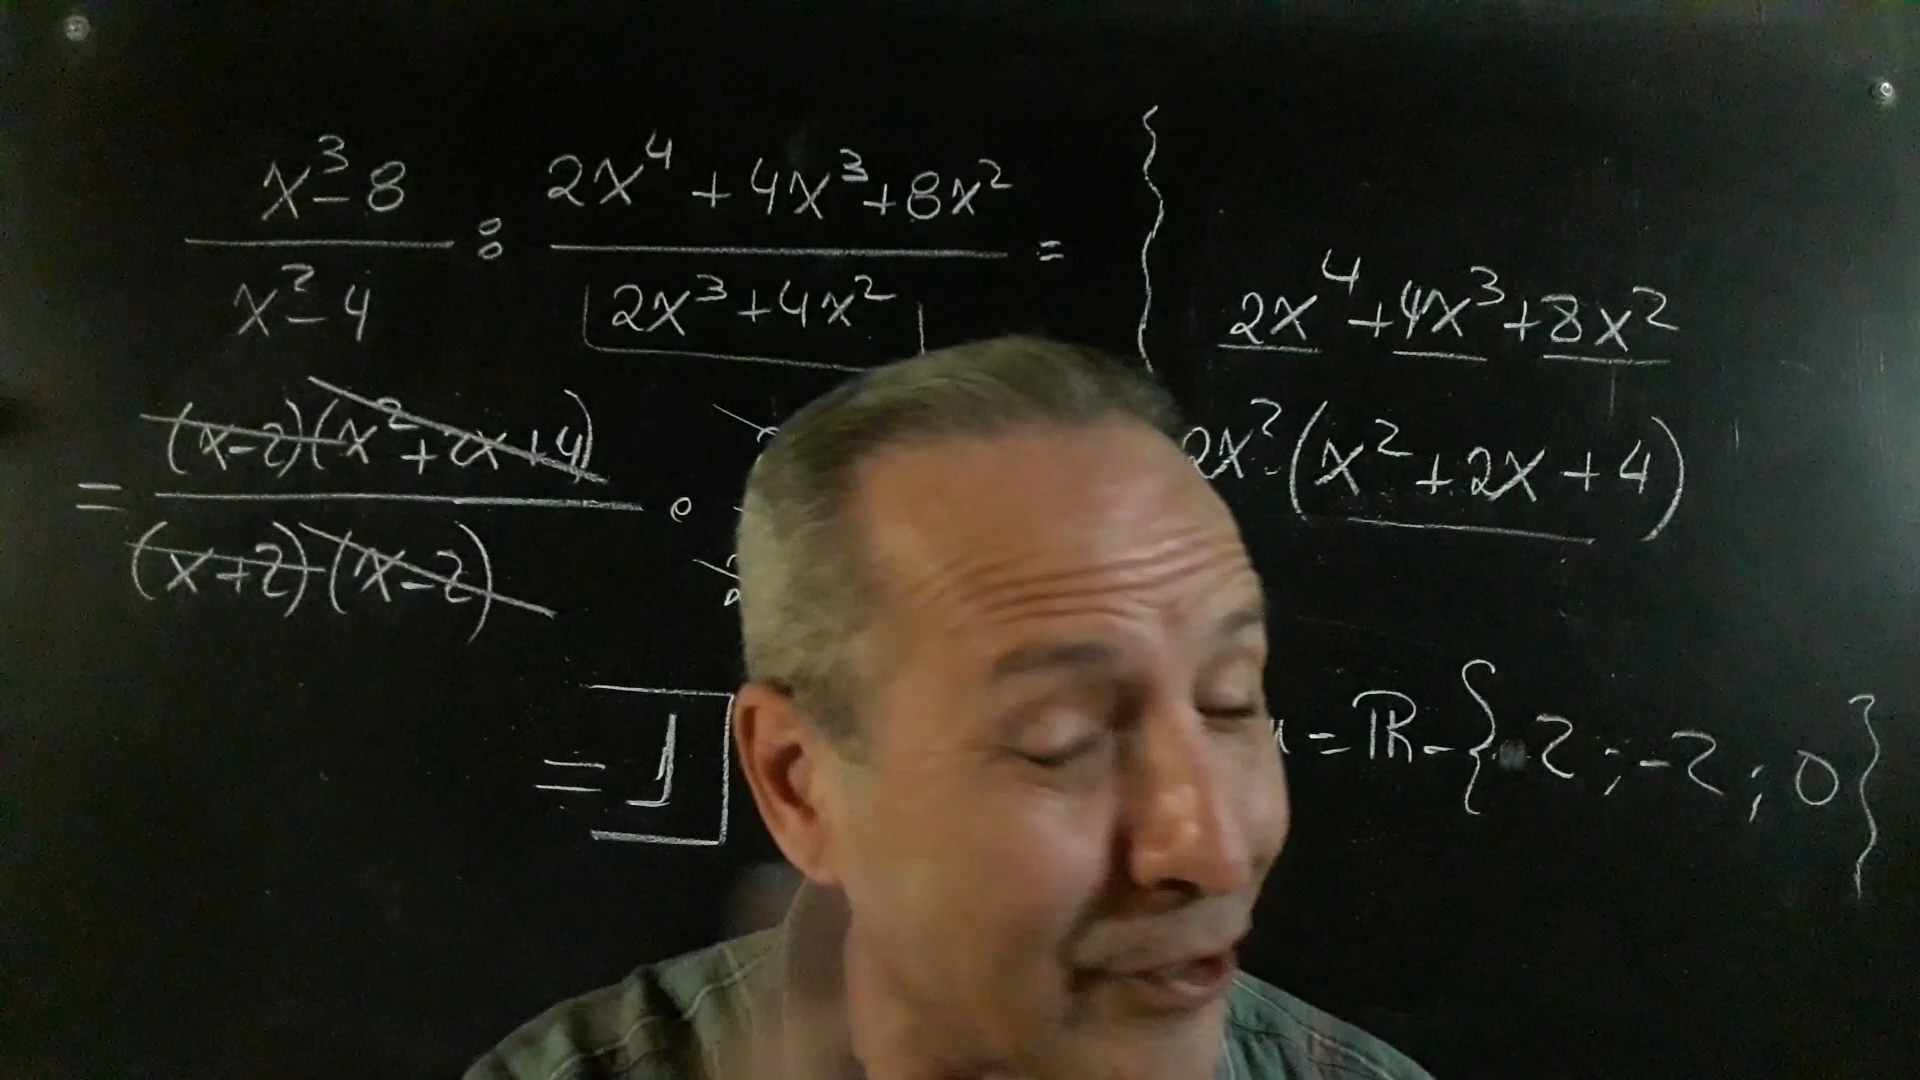 x³-8 : 2x⁴+4x³+8x² =
x²-4 2x³+4x²
2x⁴+4x³+8x²
= (x-2)(x²+2x+4) ·
(x+2)(x-2)
2x²·(x²+2x+4)
= 1
= ℝ-{2;-2;0}